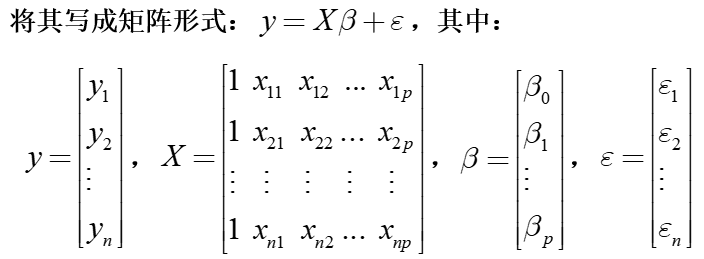 将其写成矩阵形式：y = Xβ + ε，其中：
y = [y₁ y₂ ⋮ yₙ]，X = [1 x₁₁ x₁₂ ... x₁ₚ 1 x₂₁ x₂₂ ... x₂ₚ ⋮ ⋮ ⋮ ⋮ ⋮ 1 xₙ₁ xₙ₂ ... xₙₚ]，β = [β₀ β₁ ⋮ βₚ]，ε = [ε₁ ε₂ ⋮ εₙ]